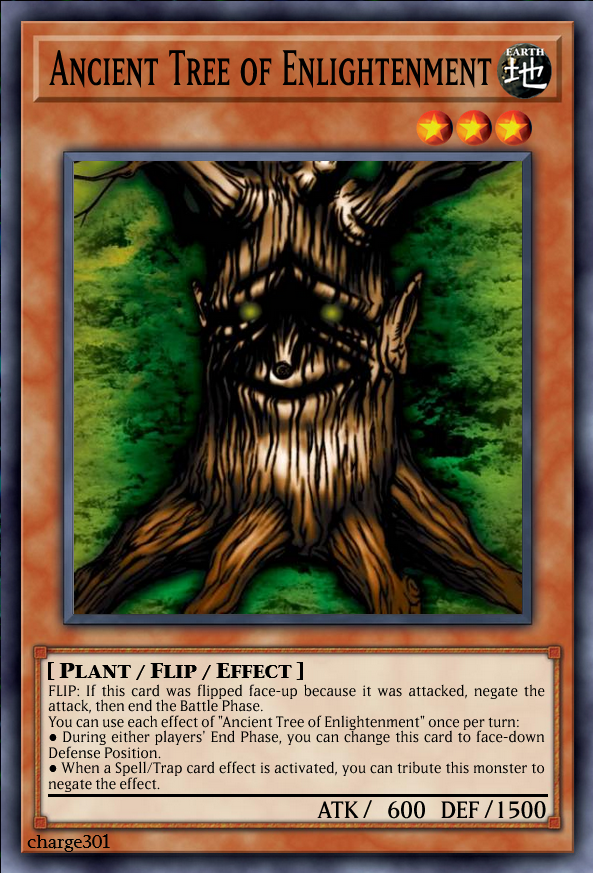 Ancient Tree of Enlightenment
EARTH
地
[ Plant / Flip / Effect ]
FLIP: If this card was flipped face-up because it was attacked, negate the
attack, then end the Battle Phase.
You can use each effect of "Ancient Tree of Enlightenment" once per turn:
● During either players' End Phase, you can change this card to face-down
Defense Position.
● When a Spell/Trap card effect is activated, you can tribute this monster to
negate the effect.
ATK / 600 DEF /1500
charge301